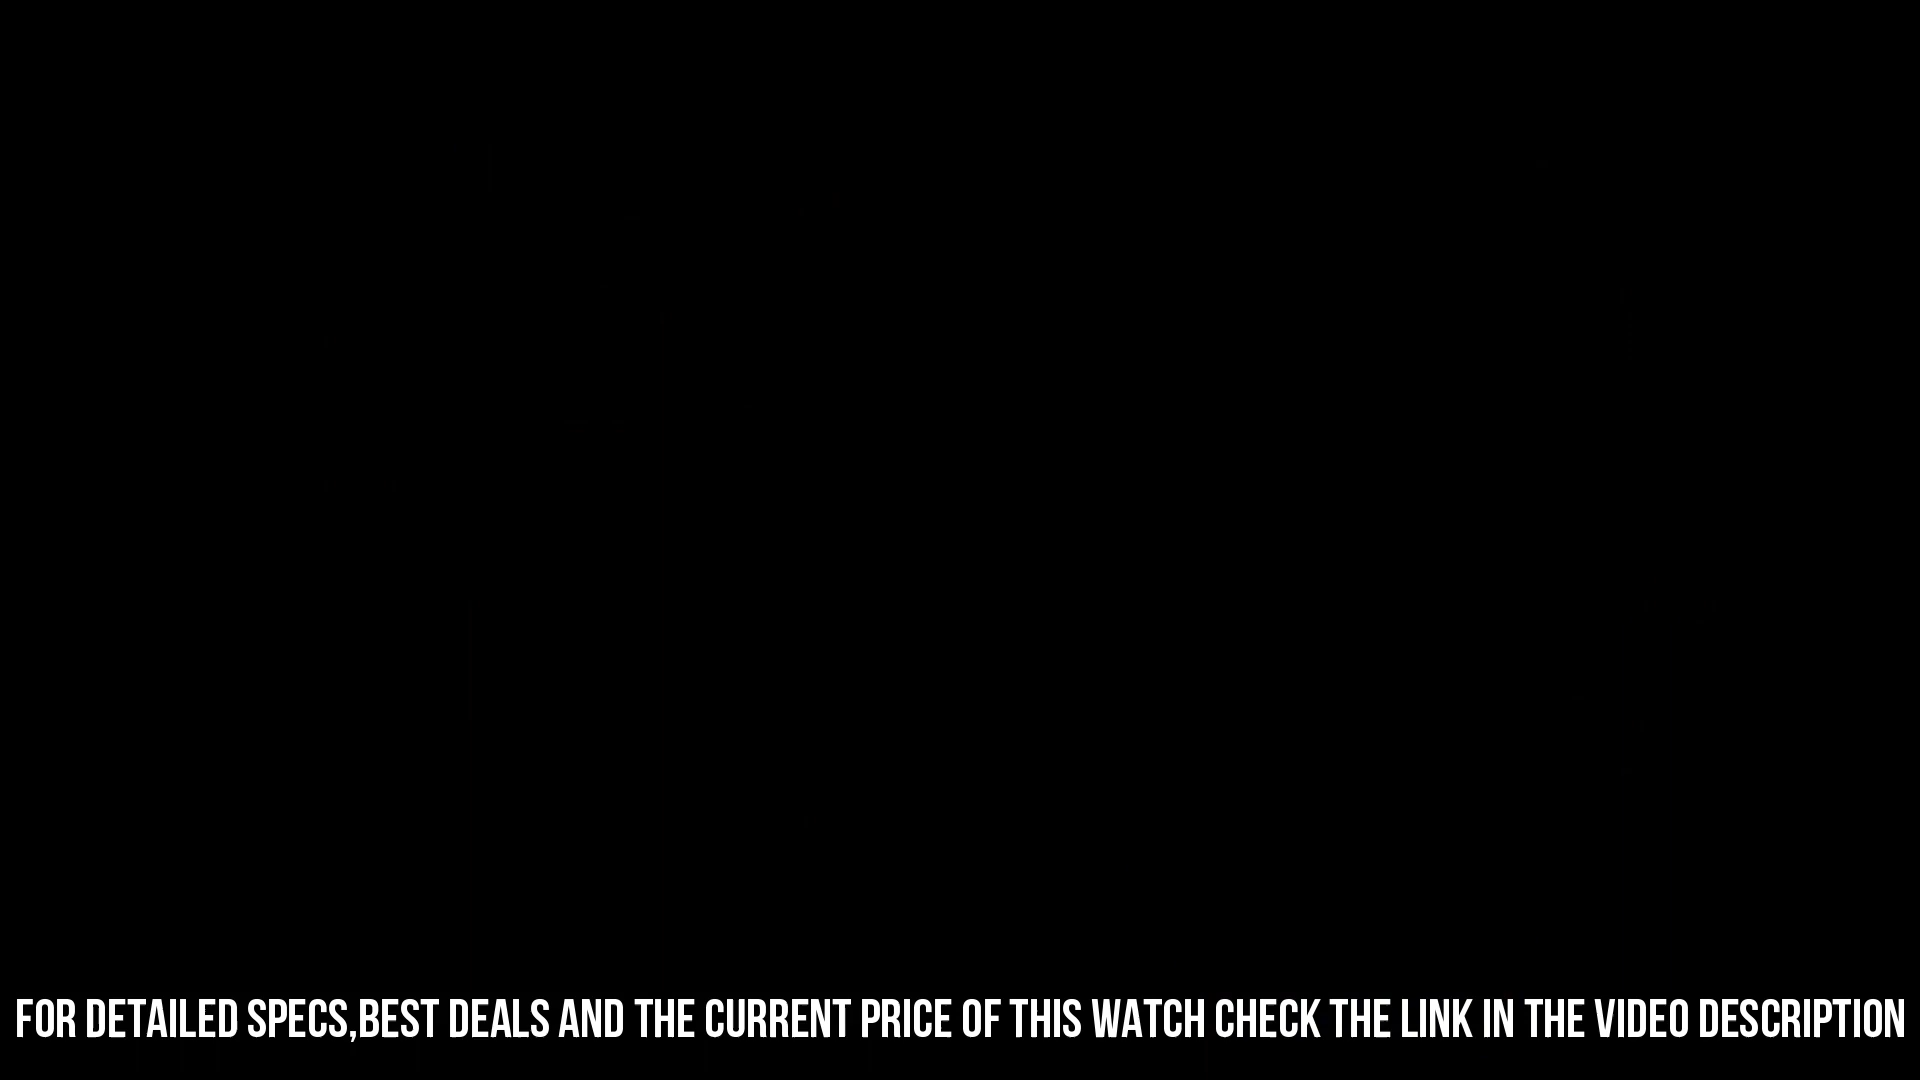 FOR DETAILED SPECS,BEST DEALS AND THE CURRENT PRICE OF THIS WATCH CHECK THE LINK IN THE VIDEO DESCRIPTION